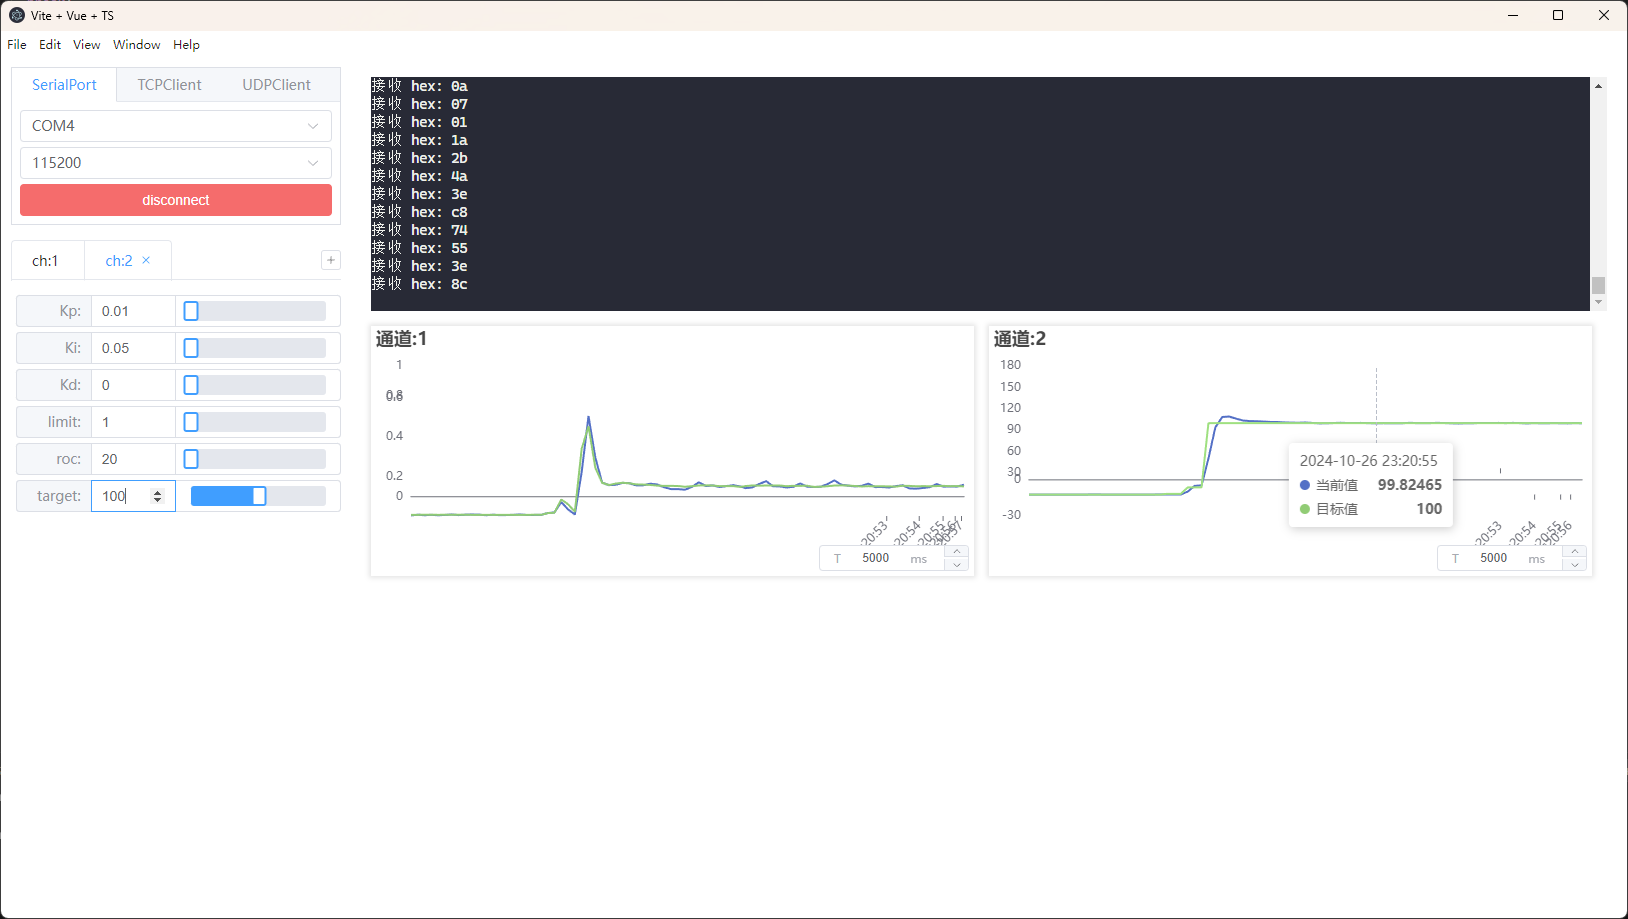 Vite + Vue + TS
File Edit View Window Help
SerialPort TCPClient UDPClient
COM4
115200
disconnect
ch:1 ch:2
Kp: 0.01
Ki: 0.05
Kd: 0
limit: 1
roc: 20
target: 100
接收 hex: 0a
接收 hex: 07
接收 hex: 01
接收 hex: 1a
接收 hex: 2b
接收 hex: 4a
接收 hex: 3e
接收 hex: c8
接收 hex: 74
接收 hex: 55
接收 hex: 3e
接收 hex: 8c
通道:1
1
0.8
0.6
0.4
0.2
0
:20:53 :20:54 :20:55 :20:56 :20:57
T 5000 ms
通道:2
180
150
120
90
60
30
0
-30
2024-10-26 23:20:55
当前值 99.82465
目标值 100
:20:53 :20:54 :20:55 :20:56
T 5000 ms